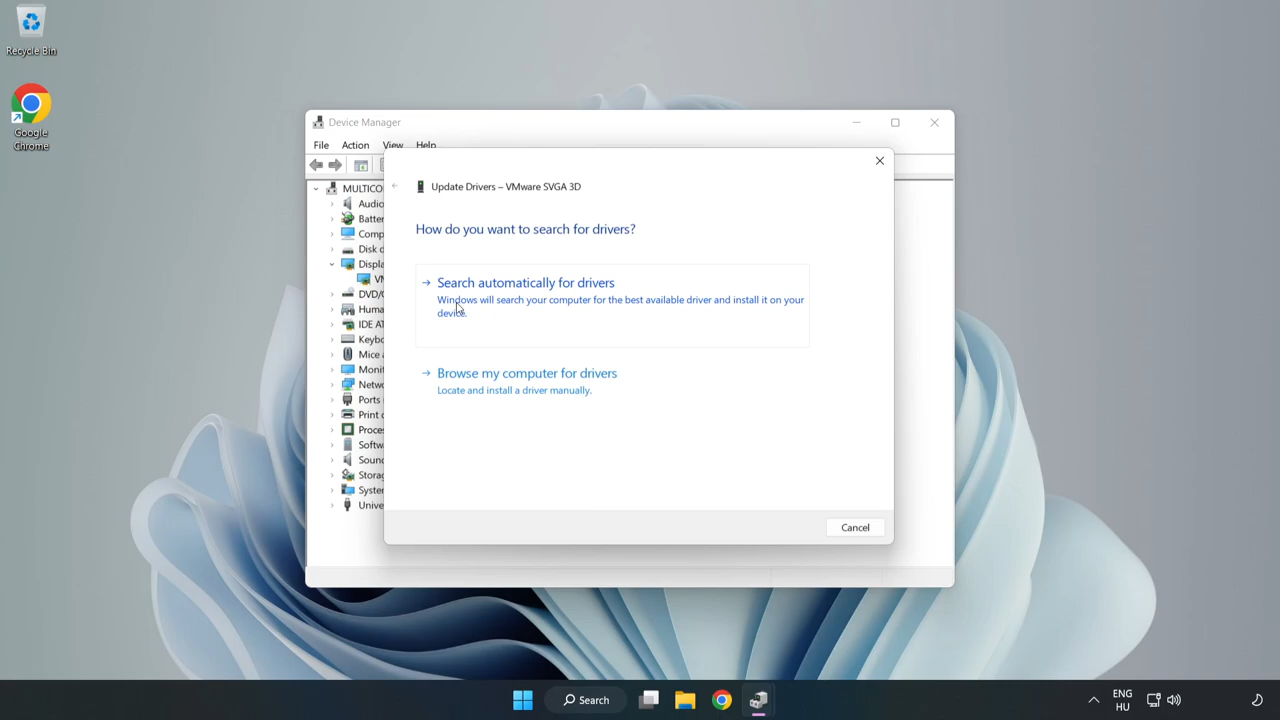 Recycle Bin
Google
Chrome
Device Manager
File Action View Help
Update Drivers – VMware SVGA 3D
How do you want to search for drivers?
Search automatically for drivers
Windows will search your computer for the best available driver and install it on your
device.
Browse my computer for drivers
Locate and install a driver manually.
Cancel
MULTICO
Audio
Batter
Comp
Disk d
Displa
VM
DVD/C
Huma
IDE AT
Keybo
Mice a
Monit
Netwo
Ports
Print q
Proces
Softw
Sound
Storag
System
Unive
Search
ENG
HU